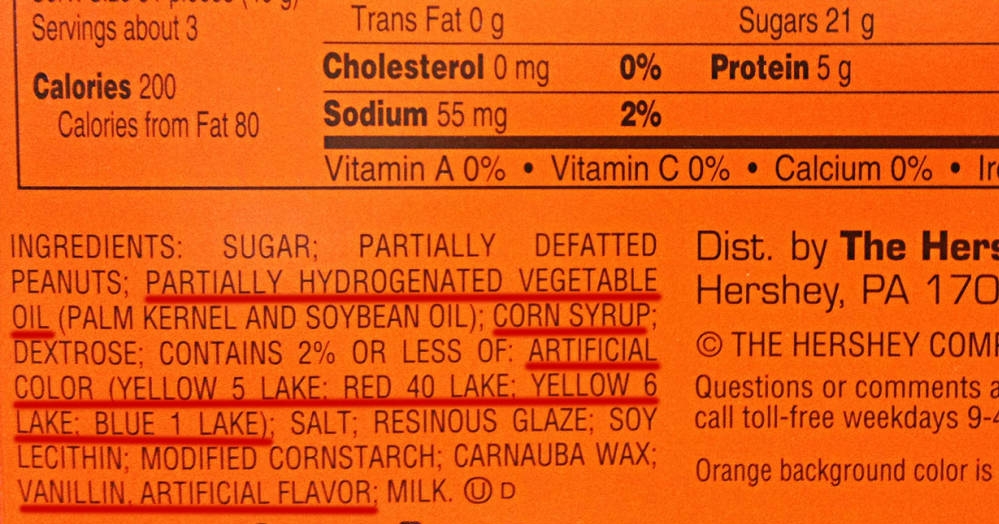 Servings about 3
Calories 200
Calories from Fat 80
Trans Fat 0 g
Sugars 21 g
Cholesterol 0 mg 0% Protein 5 g
Sodium 55 mg 2%
Vitamin A 0% • Vitamin C 0% • Calcium 0% •
INGREDIENTS: SUGAR; PARTIALLY DEFATTED
PEANUTS; PARTIALLY HYDROGENATED VEGETABLE
OIL (PALM KERNEL AND SOYBEAN OIL); CORN SYRUP;
DEXTROSE; CONTAINS 2% OR LESS OF: ARTIFICIAL
COLOR (YELLOW 5 LAKE; RED 40 LAKE; YELLOW 6
LAKE; BLUE 1 LAKE); SALT; RESINOUS GLAZE; SOY
LECITHIN; MODIFIED CORNSTARCH; CARNAUBA WAX;
VANILLIN, ARTIFICIAL FLAVOR; MILK. Ⓤ D
Dist. by The Hers
Hershey, PA 170
© THE HERSHEY COM
Questions or comments a
call toll-free weekdays 9-4
Orange background color is